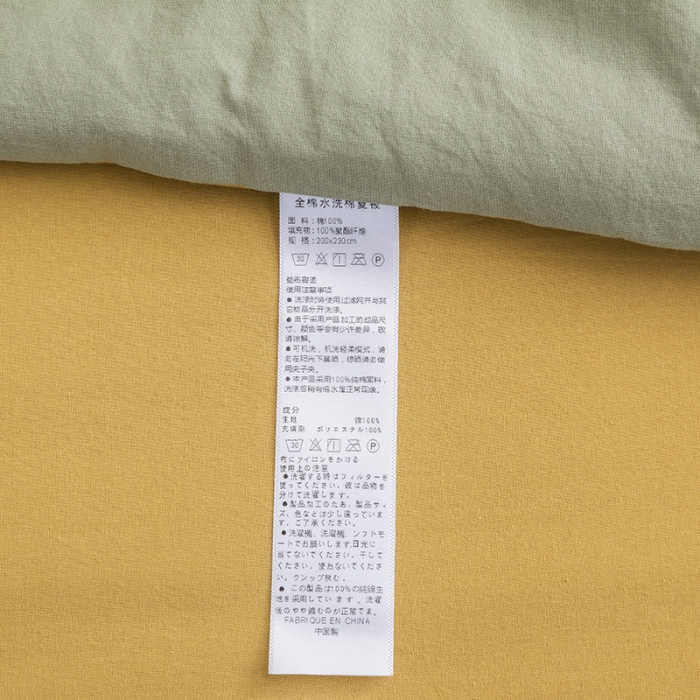 全棉水洗棉夏被
面 料：棉100%
填充物：100%聚酯纤维
规 格：200x230cm
30 P
垫布熨烫
使用注意事项
● 洗涤时请使用过滤网并与其
它物品分开洗涤。
● 由于采用产品加工的成品尺
寸、颜色等会有少许差异，敬
请谅解。
● 可机洗，机洗轻柔模式，请
勿在阳光下暴晒，晾晒请勿使
用夹子夹。
● 本产品采用100%纯棉面料，
洗涤后稍有缩水属正常现象。
成分
生地 綿100%
充填剤 ポリエステル100%
30 P
布にアイロンをかける
使用上の注意
●洗濯する時はフィルターを
使ってください。彼は品物を
分けて洗濯します。
●製品加工のため、製品サイ
ズ、色などは少し違っていま
す。ご了承ください。
●洗濯機、洗濯機、ソフトモ
ードでお願いします.日光に
当てないでください。干して
ください。使おないでくださ
い。クンップ挟む。
● この製品は100%の純綿生
地を採用しています。洗濯
後のやや縮むのが正常です。
FABRIQUE EN CHINA
中国製